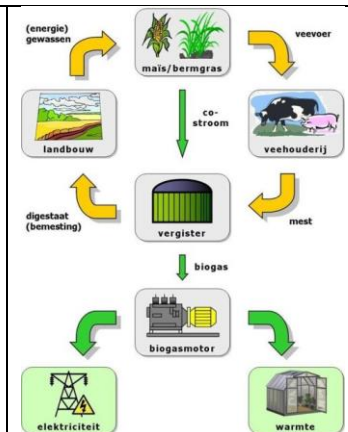 (energie)
gewassen
veevoer
maïs/bermgras
co-
stroom
landbouw
veehouderij
digestaat
(bemesting)
mest
vergister
biogas
biogasmotor
elektriciteit
warmte